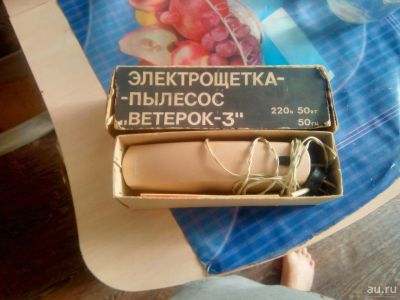 ЭЛЕКТРОЩЕТКА-
-ПЫЛЕСОС
„ВЕТЕРОК-3"
220в 50вт
50гц
au.ru